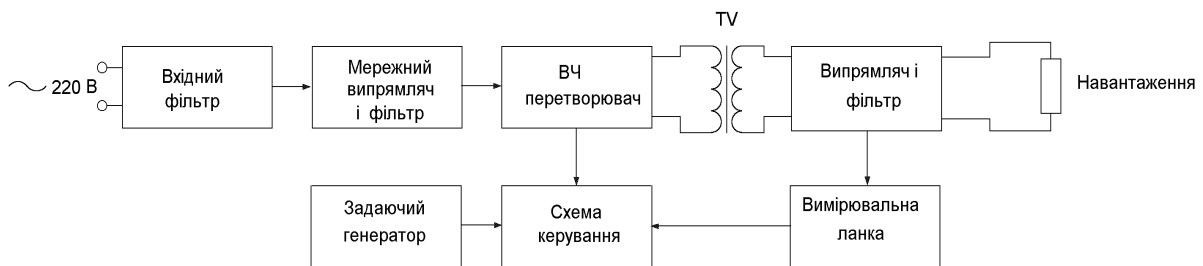 TV
220 В
Вхідний
фільтр
Мережний
випрямляч
і фільтр
ВЧ
перетворювач
Випрямляч і
фільтр
Навантаження
Задаючий
генератор
Схема
керування
Вимірювальна
ланка